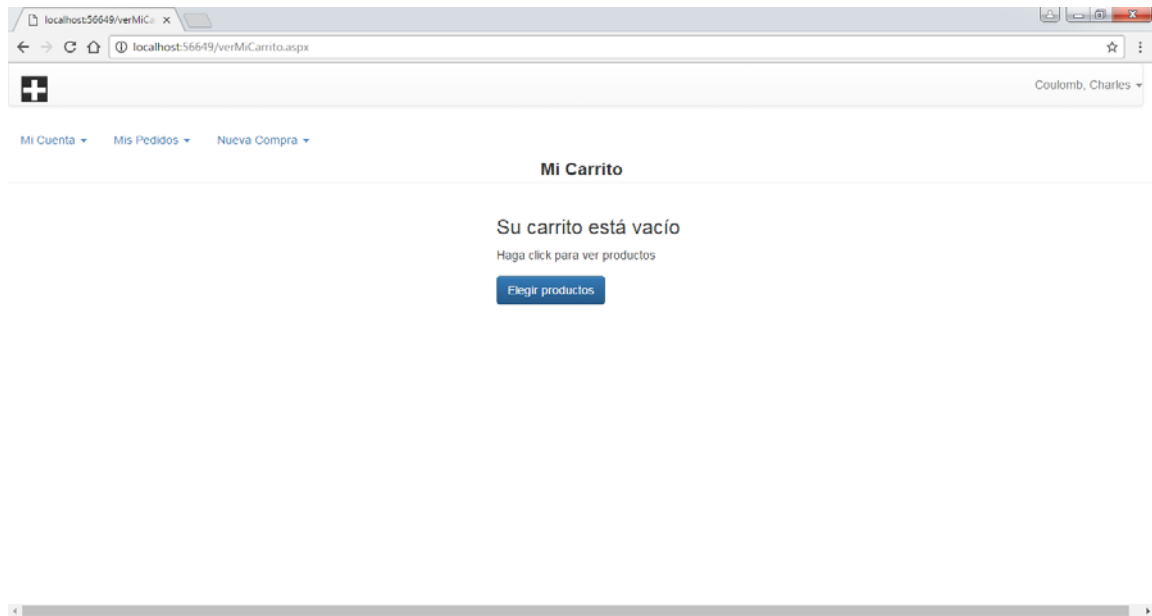 localhost:56649/verMiCa
localhost:56649/verMiCarrito.aspx
Coulomb, Charles
Mi Cuenta Mis Pedidos Nueva Compra
Mi Carrito
Su carrito está vacío
Haga click para ver productos
Elegir productos